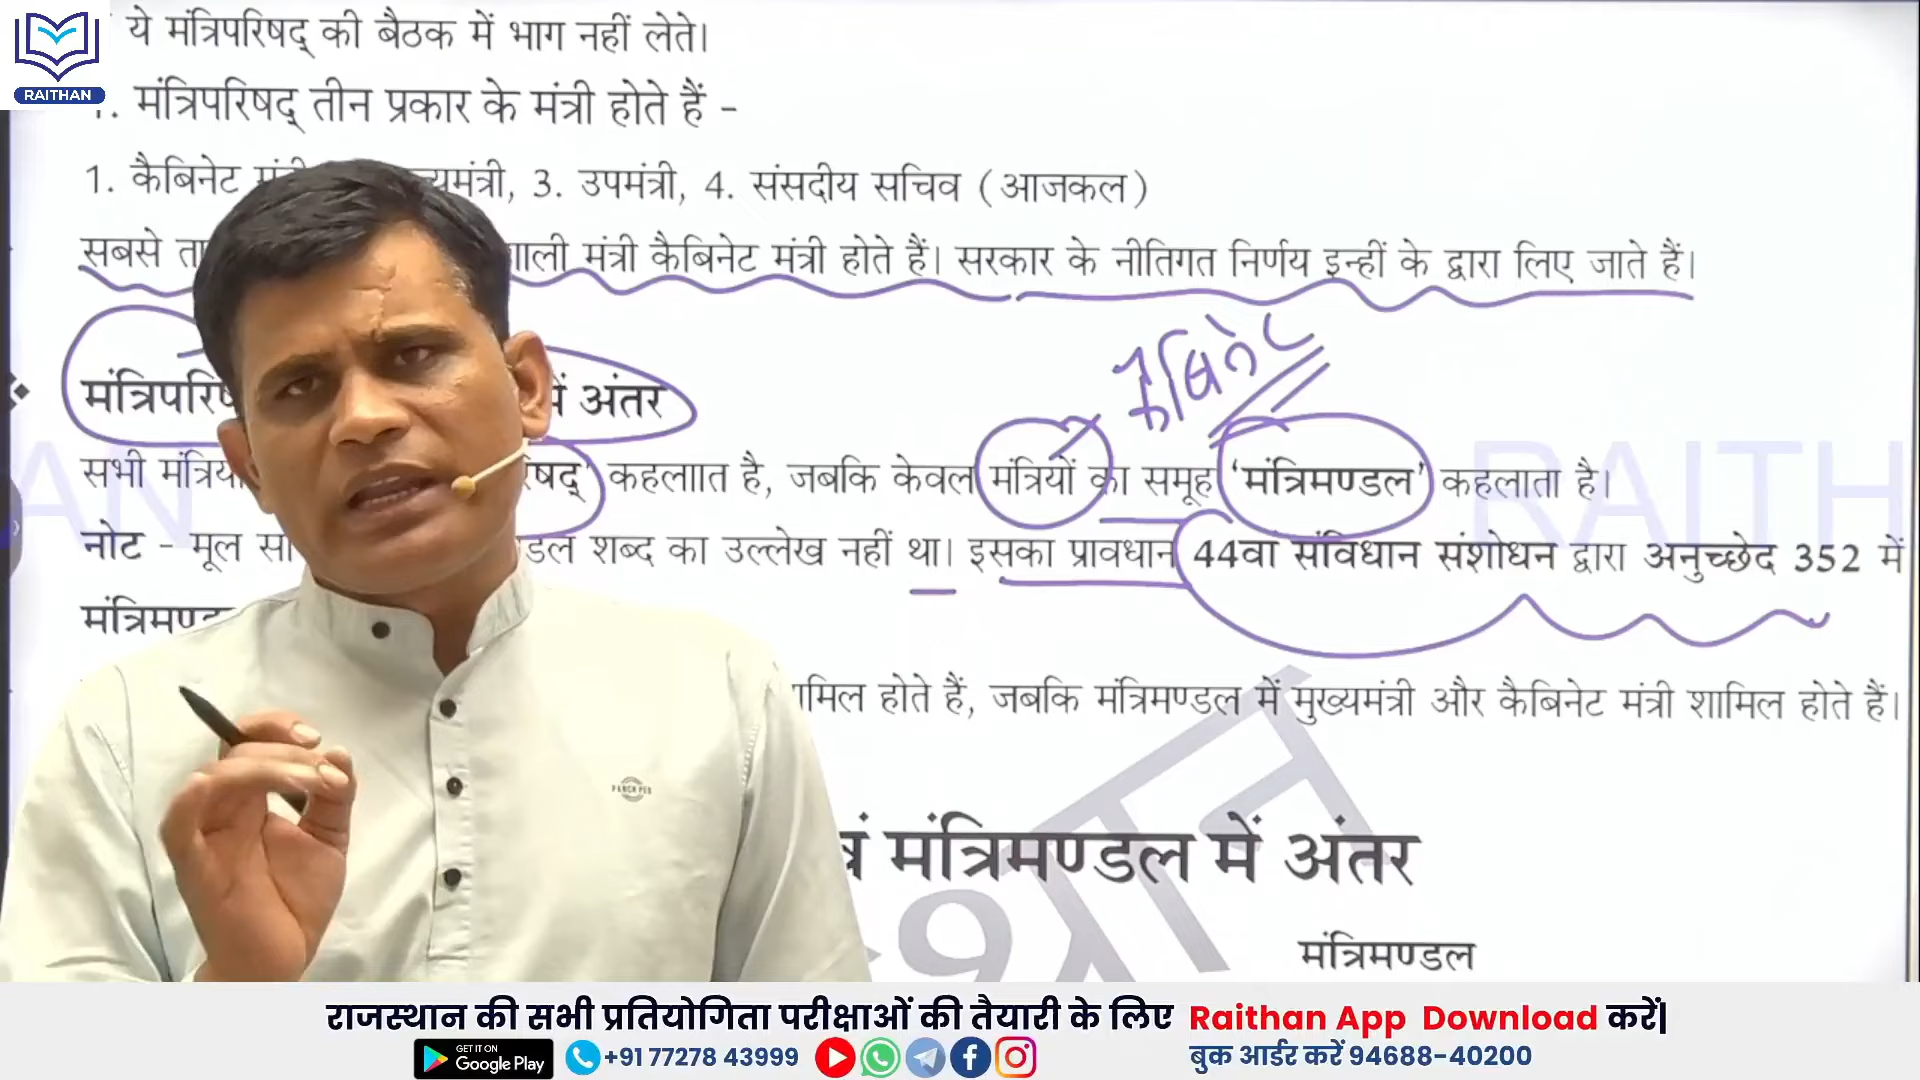 RAITHAN
ये मंत्रिपरिषद् की बैठक में भाग नहीं लेते।
मंत्रिपरिषद् तीन प्रकार के मंत्री होते हैं -
1. कैबिनेट 3. उपमंत्री, 4. संसदीय सचिव (आजकल)
सबसे मंत्री कैबिनेट मंत्री होते हैं। सरकार के नीतिगत निर्णय इन्हीं के द्वारा लिए जाते हैं।
कैबिनेट
में अंतर
सभी कहलाात है, जबकि केवल मंत्रियों का समूह 'मंत्रिमण्डल' कहलाता है।
नोट - मूल शब्द का उल्लेख नहीं था। इसका प्रावधान 44वा संविधान संशोधन द्वारा अनुच्छेद 352 में
होते हैं, जबकि मंत्रिमण्डल में मुख्यमंत्री और कैबिनेट मंत्री शामिल होते हैं।
मंत्रिमण्डल में अंतर
मंत्रिमण्डल
राजस्थान की सभी प्रतियोगिता परीक्षाओं की तैयारी के लिए Raithan App Download करें|
GET IT ON
Google Play
+91 77278 43999
बुक आर्डर करें 94688-40200